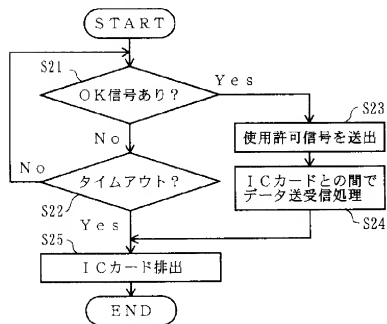 START
S21
OK信号あり？
Yes
S23
使用許可信号を送出
No
No
タイムアウト？
S22
ICカードとの間で
データ送受信処理
S24
Yes
S25
ICカード排出
END